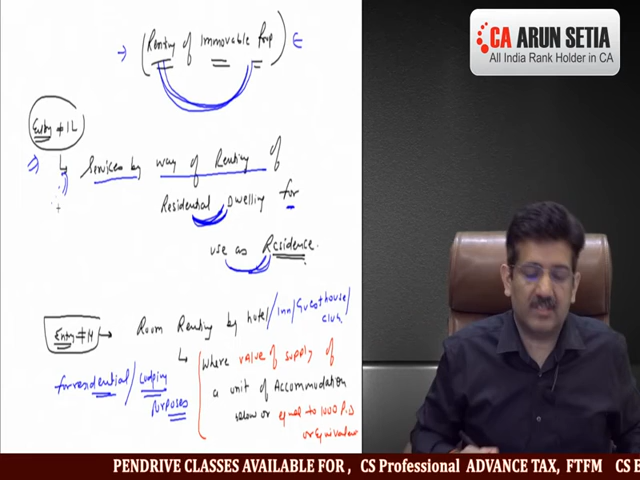 (Renting of Immovable Prop)
Entry # 12
Services by way of Renting of
Residential Dwelling for
use as Residence.
Entry # 14 → Room Renting by hotel/Inn/Guesthouse/
club.
for residential / Lodging
purposes
Where value of supply of
a unit of Accommodation
below or equal to 1000 P.D
or equivalent
CA ARUN SETIA
All India Rank Holder in CA
PENDRIVE CLASSES AVAILABLE FOR , CS Professional ADVANCE TAX, FTFM CS E